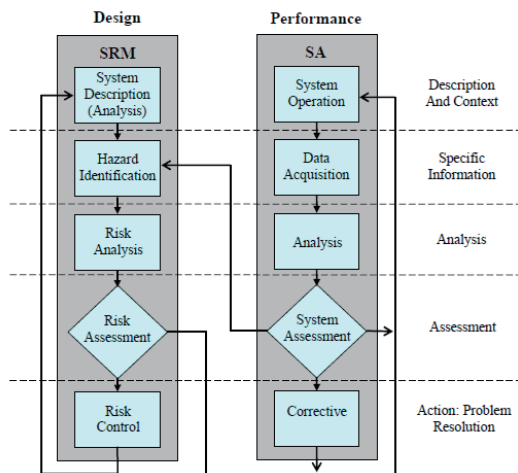 Design
Performance
SRM
SA
System
Description
(Analysis)
System
Operation
Description
And Context
Hazard
Identification
Data
Acquisition
Specific
Information
Risk
Analysis
Analysis
Analysis
Risk
Assessment
System
Assessment
Assessment
Risk
Control
Corrective
Action: Problem
Resolution